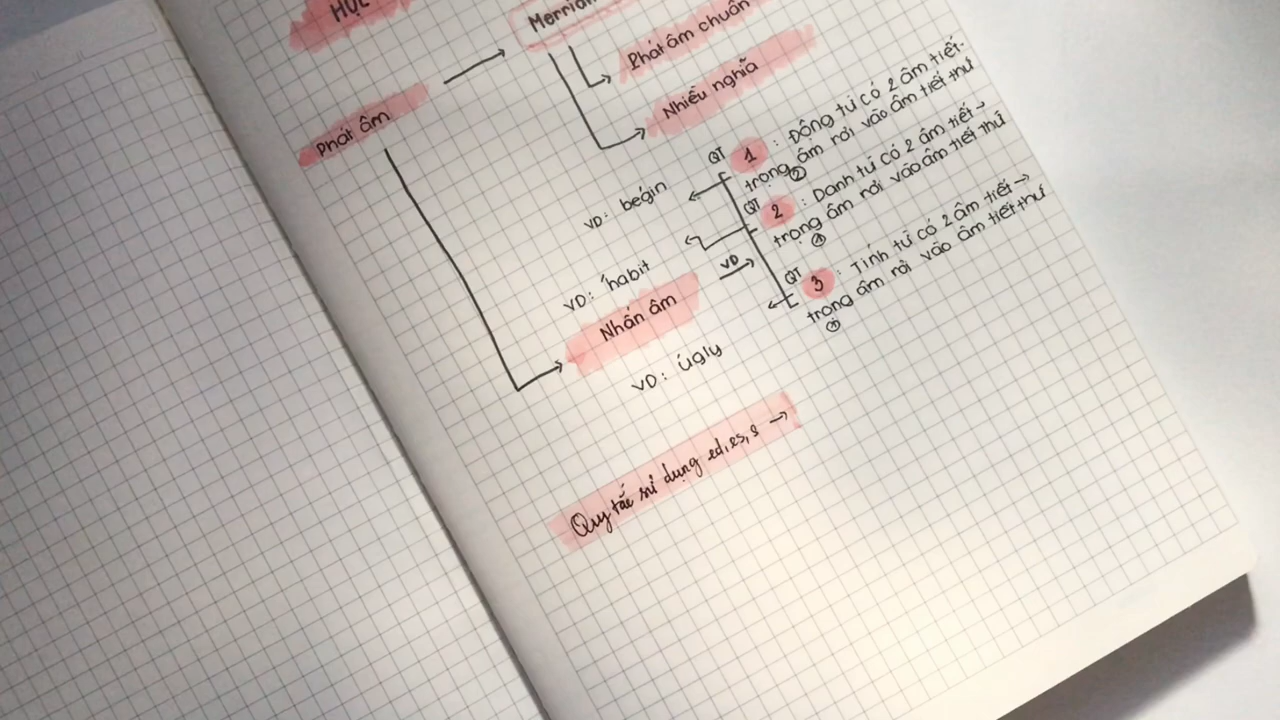 HỌC
Merriam
Phát âm chuẩn
Nhiều nghĩa
Phát âm
QT 1 : Động từ có 2 âm tiết.
trọng âm rơi vào âm tiết thứ
②
VD: begin
QT 2 : Danh từ có 2 âm tiết →
trọng âm rơi vào âm tiết thứ
①
VD: 'habit
VD
QT 3 : Tính từ có 2 âm tiết →
trọng âm rơi vào âm tiết thứ
①
Nhấn âm
VD: úgly
Quy tắc sử dụng ed, es, s →